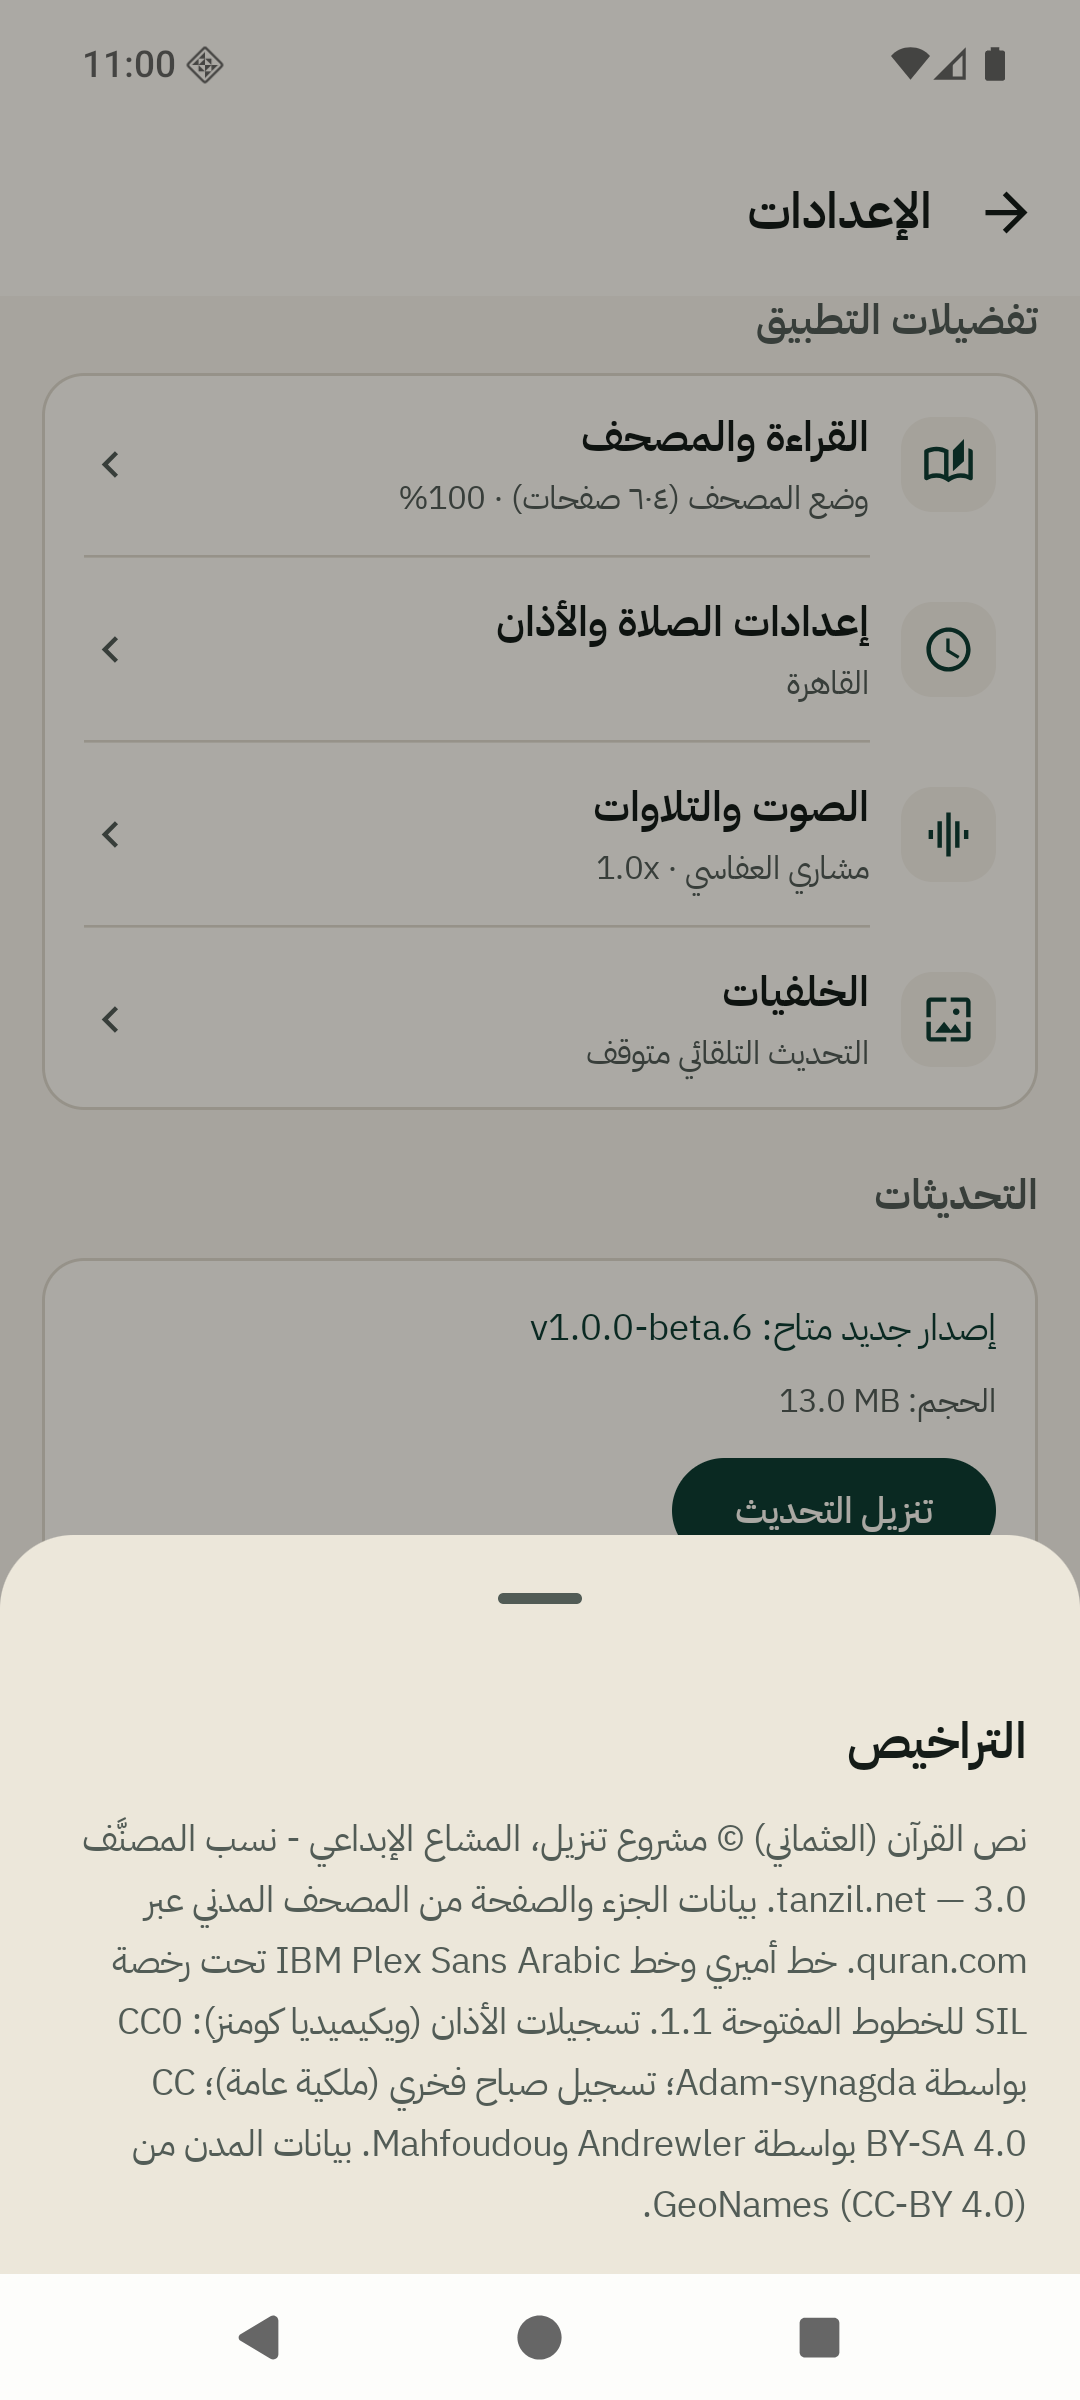 11:00
الإعدادات
تفضيلات التطبيق
القراءة والمصحف
وضع المصحف (٦٠٤ صفحات) · 100%
إعدادات الصلاة والأذان
القاهرة
الصوت والتلاوات
مشاري العفاسي · 1.0x
الخلفيات
التحديث التلقائي متوقف
التحديثات
إصدار جديد متاح: v1.0.0-beta.6
الحجم: 13.0 MB
تنزيل التحديث
التراخيص
نص القرآن (العثماني) © مشروع تنزيل، المشاع الإبداعي - نسب المصنَّف
3.0 — tanzil.net. بيانات الجزء والصفحة من المصحف المدني عبر
quran.com. خط أميري وخط IBM Plex Sans Arabic تحت رخصة
SIL للخطوط المفتوحة 1.1. تسجيلات الأذان (ويكيميديا كومنز): CC0
بواسطة Adam-synagda؛ تسجيل صباح فخري (ملكية عامة)؛ CC
BY-SA 4.0 بواسطة Andrewler وMahfoudou. بيانات المدن من
GeoNames (CC-BY 4.0).